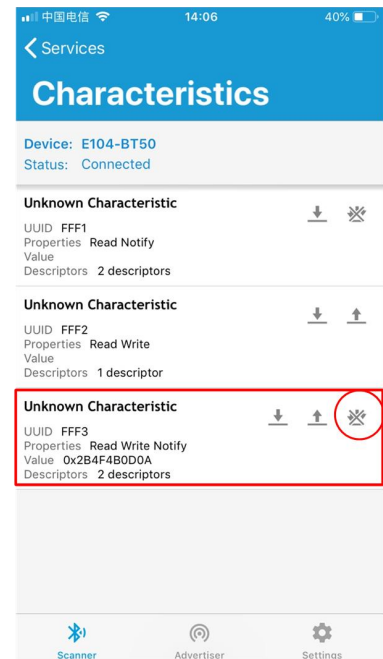 中国电信 14:06 40%
Services
Characteristics
Device: E104-BT50
Status: Connected
Unknown Characteristic
UUID FFF1
Properties Read Notify
Value
Descriptors 2 descriptors
Unknown Characteristic
UUID FFF2
Properties Read Write
Value
Descriptors 1 descriptor
Unknown Characteristic
UUID FFF3
Properties Read Write Notify
Value 0x2B4F4B0D0A
Descriptors 2 descriptors
Scanner Advertiser Settings